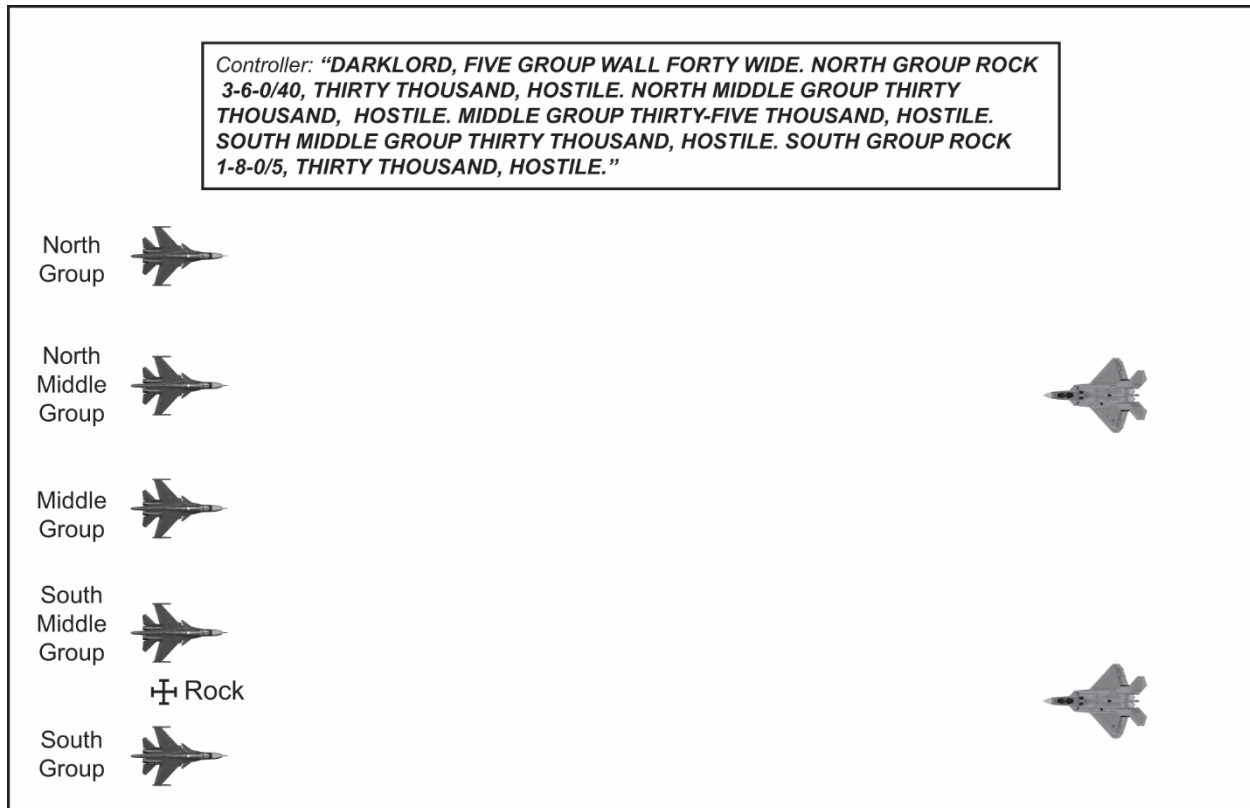 Controller: “DARKLORD, FIVE GROUP WALL FORTY WIDE. NORTH GROUP ROCK
3-6-0/40, THIRTY THOUSAND, HOSTILE. NORTH MIDDLE GROUP THIRTY
THOUSAND, HOSTILE. MIDDLE GROUP THIRTY-FIVE THOUSAND, HOSTILE.
SOUTH MIDDLE GROUP THIRTY THOUSAND, HOSTILE. SOUTH GROUP ROCK
1-8-0/5, THIRTY THOUSAND, HOSTILE.”
North
Group
North
Middle
Group
Middle
Group
South
Middle
Group
Rock
South
Group